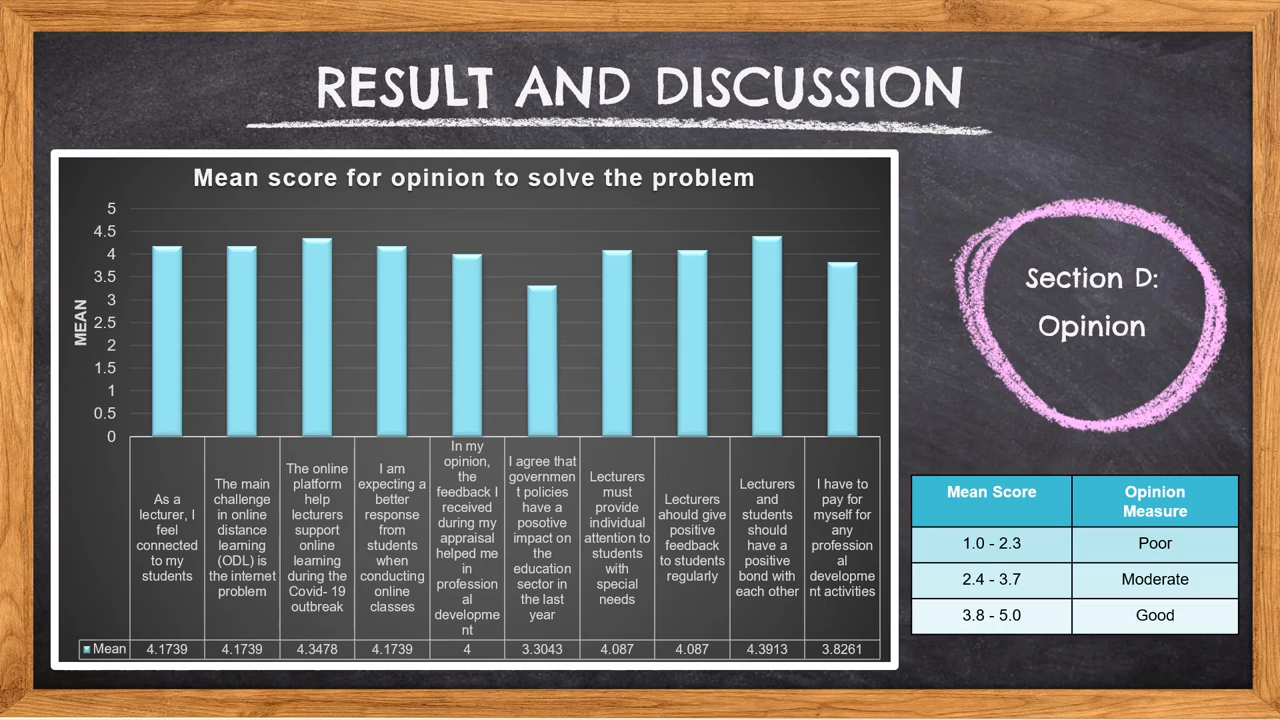 RESULT AND DISCUSSION
Mean score for opinion to solve the problem
5
4.5
4
3.5
3
2.5
2
1.5
1
0.5
0
MEAN
As a
lecturer, I
feel
connected
to my
students
The main
challenge
in online
distance
learning
(ODL) is
the internet
problem
The online
platform
help
lecturers
support
online
learning
during the
Covid- 19
outbreak
I am
expecting a
better
response
from
students
when
conducting
online
classes
In my
opinion,
the
feedback I
received
during my
appraisal
helped me
in
profession
al
developme
nt
I agree that
governmen
t policies
have a
posotive
impact on
the
education
sector in
the last
year
Lecturers
must
provide
individual
attention to
students
with
special
needs
Lecturers
ahould give
positive
feedback
to students
regularly
Lecturers
and
students
should
have a
positive
bond with
each other
I have to
pay for
myself for
any
profession
al
developme
nt activities
Mean 4.1739 4.1739 4.3478 4.1739 4 3.3043 4.087 4.087 4.3913 3.8261
Section D:
Opinion
Mean Score Opinion
Measure
1.0 - 2.3 Poor
2.4 - 3.7 Moderate
3.8 - 5.0 Good